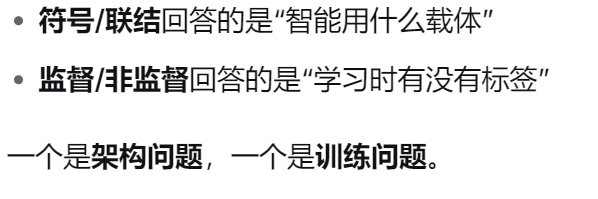 • 符号/联结回答的是“智能用什么载体”
• 监督/非监督回答的是“学习时有没有标签”
一个是架构问题，一个是训练问题。